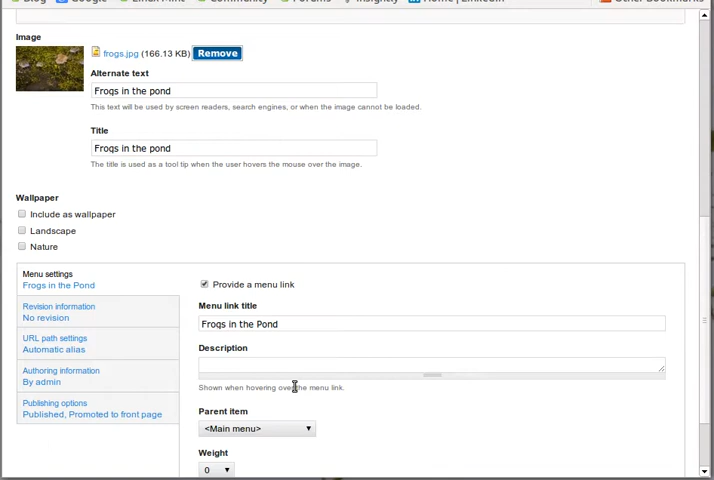 Blog
Google
Linux Mint
Community
Forums
Insightly
Home | LinkedIn
Other Bookmarks
Image
frogs.jpg (166.13 KB) Remove
Alternate text
Frogs in the pond
This text will be used by screen readers, search engines, or when the image cannot be loaded.
Title
Frogs in the pond
The title is used as a tool tip when the user hovers the mouse over the image.
Wallpaper
Include as wallpaper
Landscape
Nature
Menu settings
Frogs in the Pond
Revision information
No revision
URL path settings
Automatic alias
Authoring information
By admin
Publishing options
Published, Promoted to front page
Provide a menu link
Menu link title
Frogs in the Pond
Description
Shown when hovering over the menu link.
Parent item
<Main menu>
Weight
0